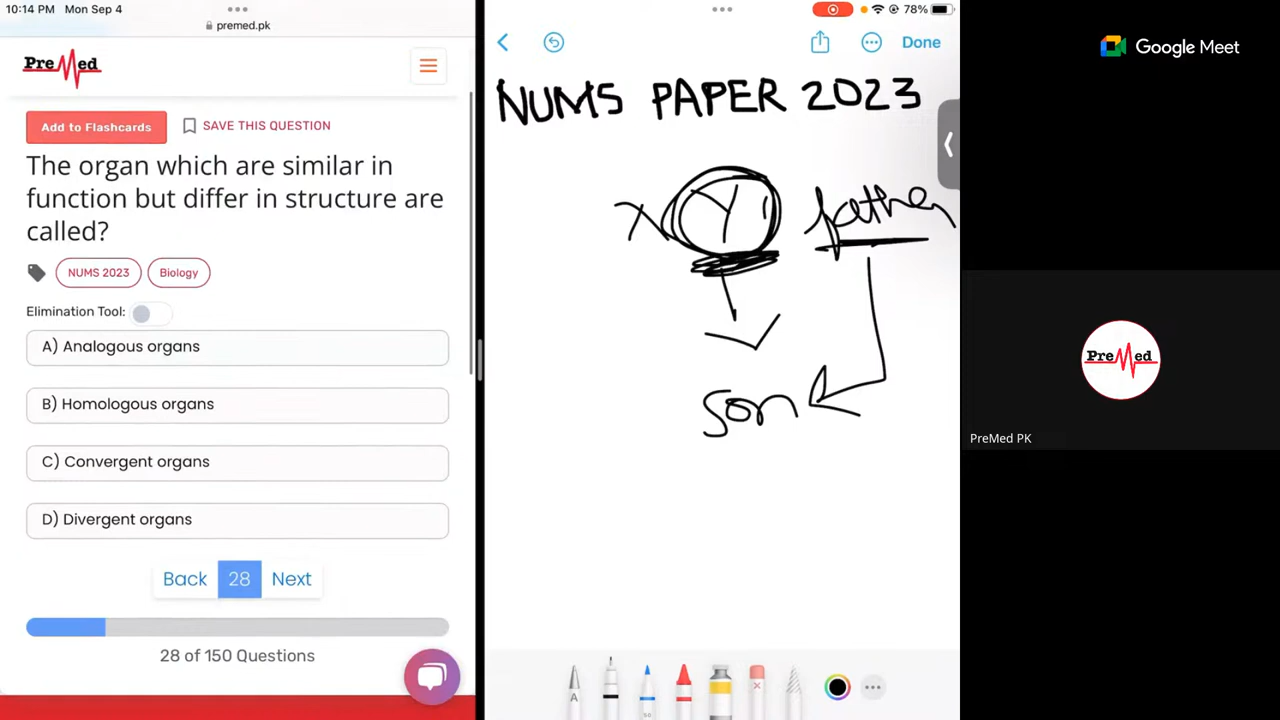 10:14 PM Mon Sep 4
premed.pk
PreMed
Add to Flashcards
SAVE THIS QUESTION
The organ which are similar in
function but differ in structure are
called?
NUMS 2023
Biology
Elimination Tool:
A) Analogous organs
B) Homologous organs
C) Convergent organs
D) Divergent organs
Back 28 Next
28 of 150 Questions
78%
Done
NUMS PAPER 2023
X Y father
son
A
50
Google Meet
PreMed
PreMed PK